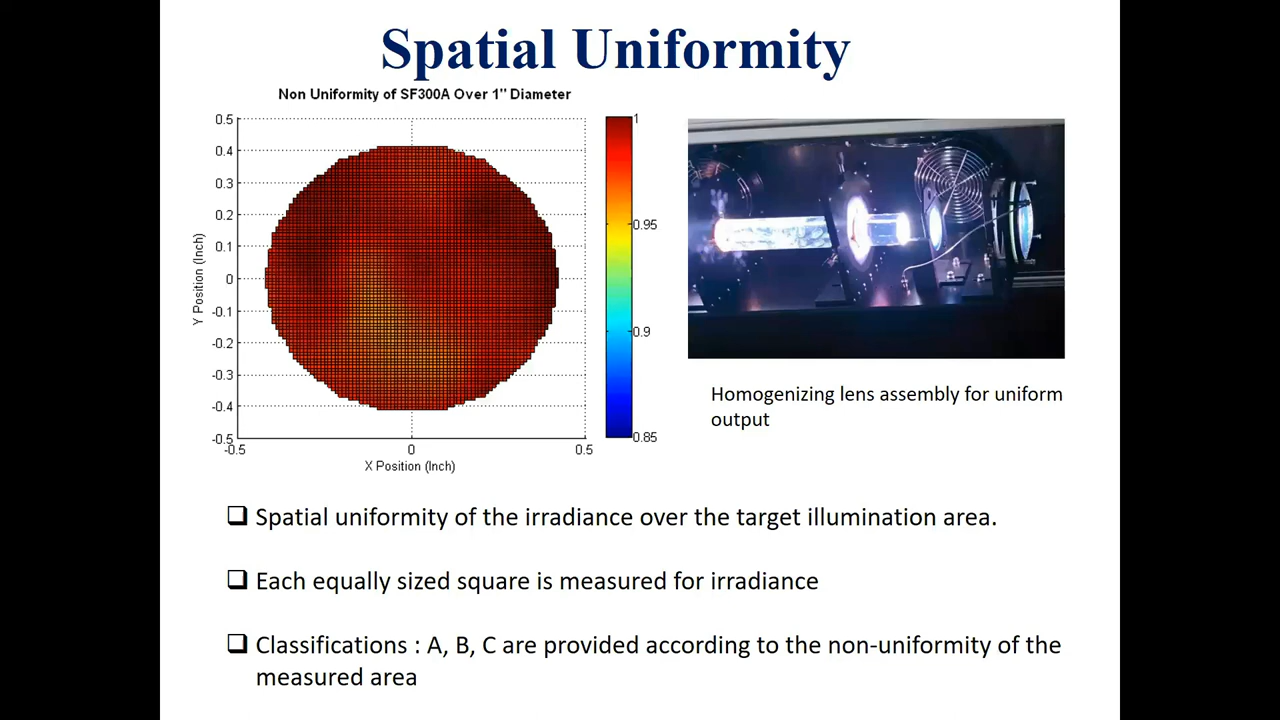 Spatial Uniformity
Non Uniformity of SF300A Over 1" Diameter
0.5
0.4
0.3
0.2
0.1
0
-0.1
-0.2
-0.3
-0.4
-0.5
Y Position (Inch)
-0.5
0
0.5
X Position (Inch)
1
0.95
0.9
0.85
Homogenizing lens assembly for uniform
output
Spatial uniformity of the irradiance over the target illumination area.
Each equally sized square is measured for irradiance
Classifications : A, B, C are provided according to the non-uniformity of the
measured area